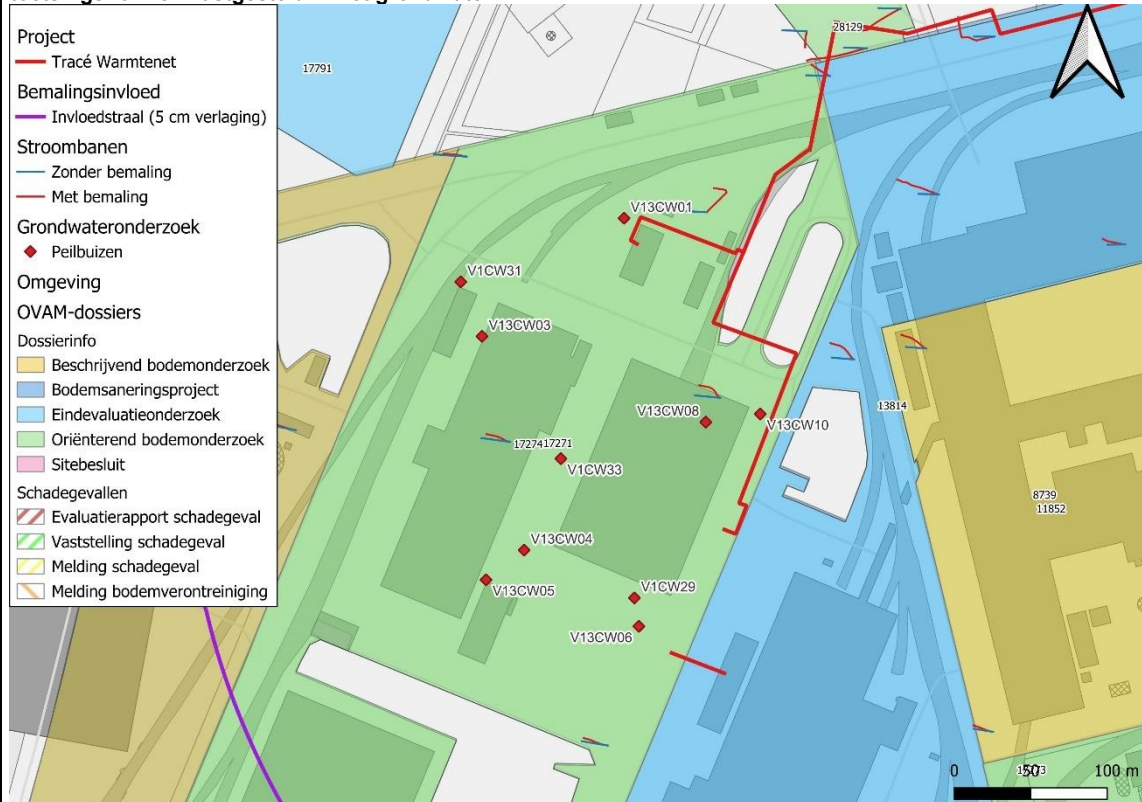 Project
Tracé Warmtenet
Bemalingsinvloed
Invloedstraal (5 cm verlaging)
Stroombanen
Zonder bemaling
Met bemaling
Grondwateronderzoek
Peilbuizen
Omgeving
OVAM-dossiers
Dossierinfo
Beschrijvend bodemonderzoek
Bodemsaneringsproject
Eindevaluatieonderzoek
Oriënterend bodemonderzoek
Sitebesluit
Schadegevallen
Evaluatierapport schadegeval
Vaststelling schadegeval
Melding schadegeval
Melding bodemverontreiniging
28129
17791
V13CW01
V1CW31
V13CW03
V13CW08
V13CW10
13814
17274
17271
V1CW33
8739
11852
V13CW04
V13CW05
V1CW29
V13CW06
0 50 100 m